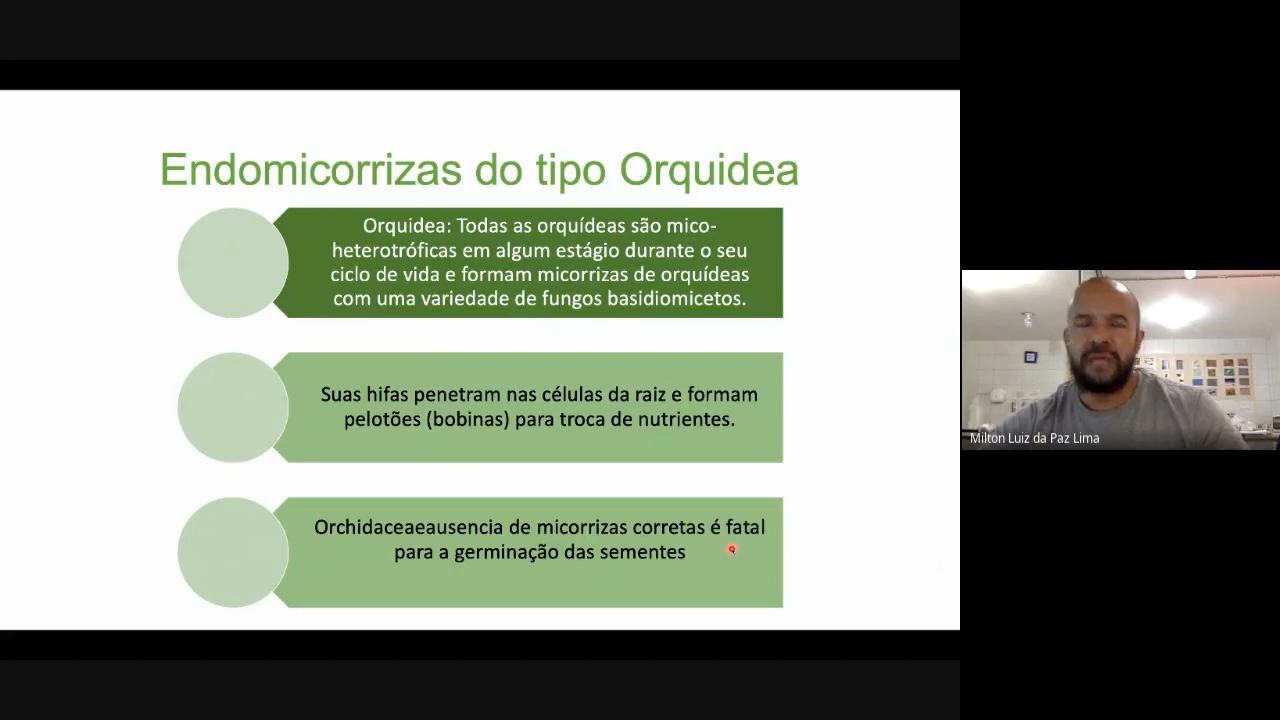 Endomicorrizas do tipo Orquidea
Orquidea: Todas as orquídeas são mico-
heterotróficas em algum estágio durante o seu
ciclo de vida e formam micorrizas de orquídeas
com uma variedade de fungos basidiomicetos.
Suas hifas penetram nas células da raiz e formam
pelotões (bobinas) para troca de nutrientes.
Orchidaceaeausencia de micorrizas corretas é fatal
para a germinação das sementes
Milton Luiz da Paz Lima